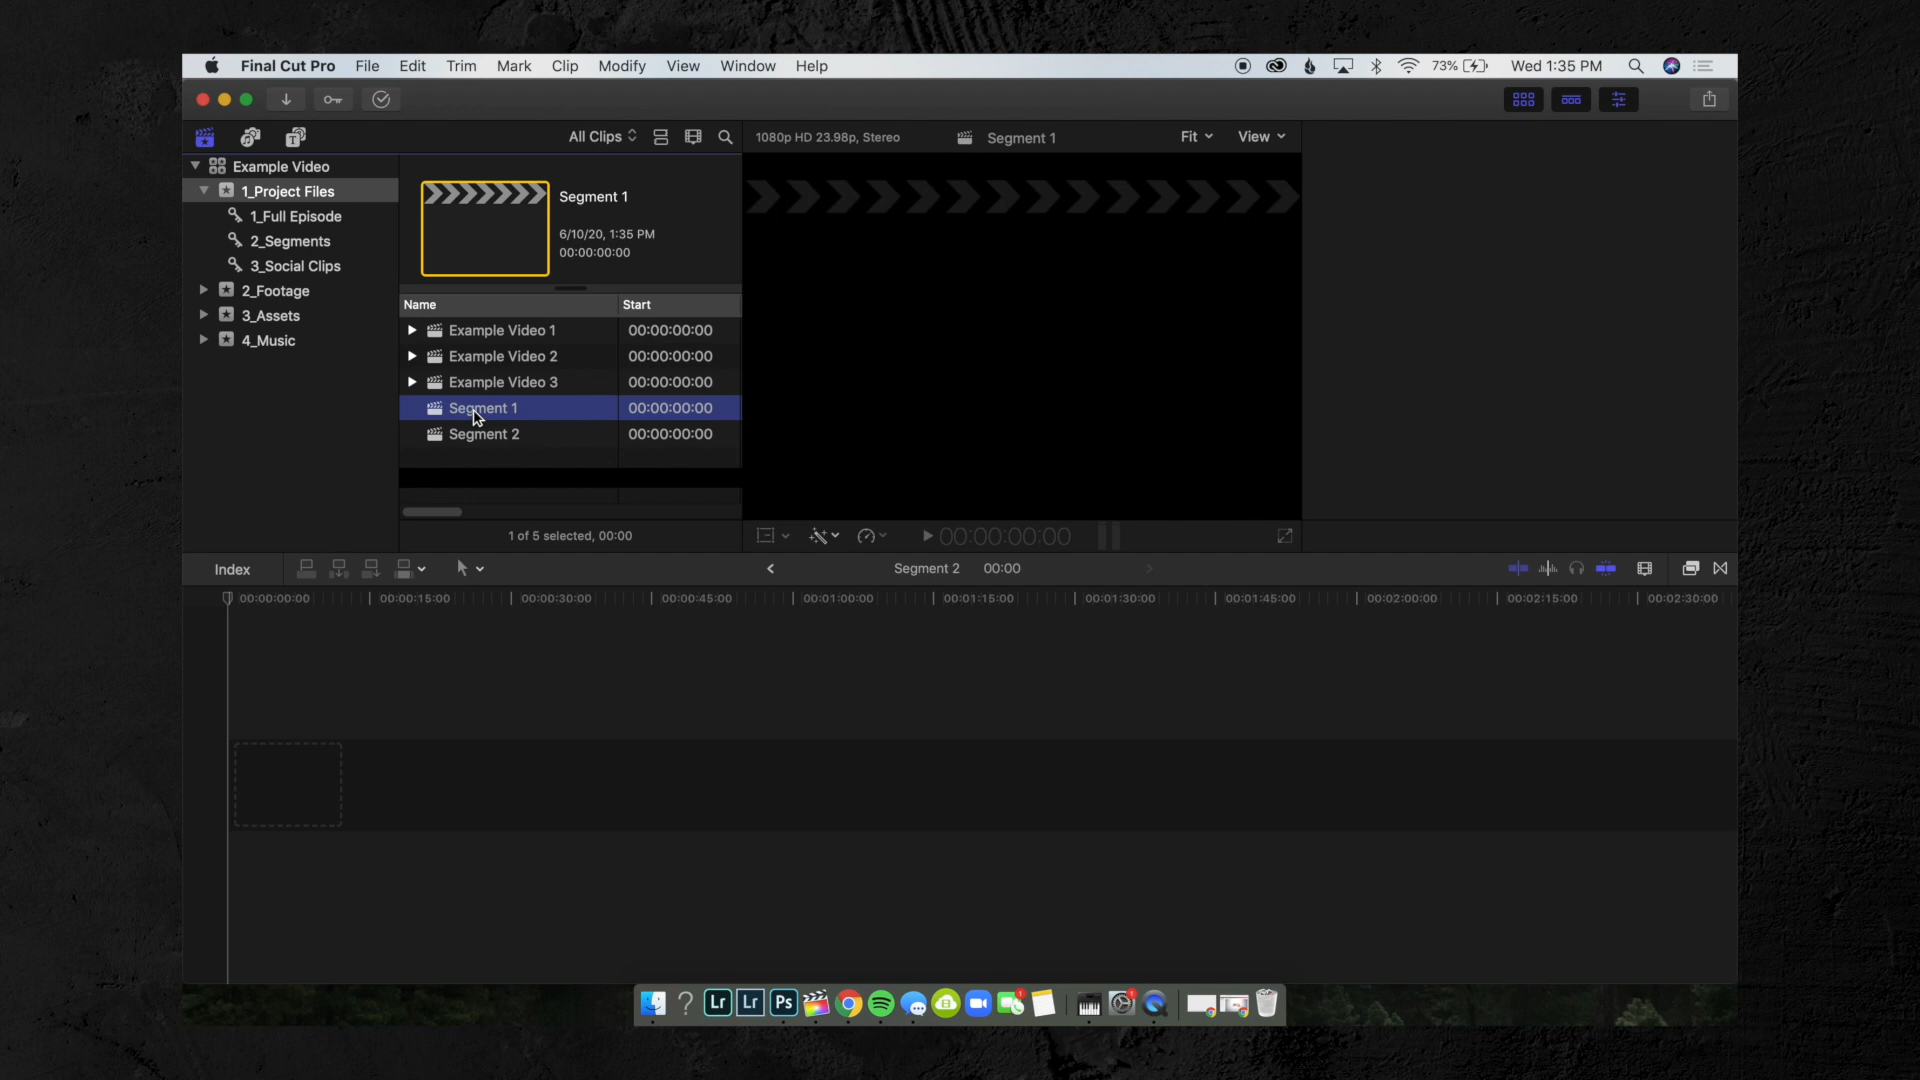 Final Cut Pro File Edit Trim Mark Clip Modify View Window Help 73% Wed 1:35 PM
All Clips 1080p HD 23.98p, Stereo Segment 1 Fit View
Example Video
1_Project Files
1_Full Episode
2_Segments
3_Social Clips
2_Footage
3_Assets
4_Music
Segment 1
6/10/20, 1:35 PM
00:00:00:00
Name Start
Example Video 1 00:00:00:00
Example Video 2 00:00:00:00
Example Video 3 00:00:00:00
Segment 1 00:00:00:00
Segment 2 00:00:00:00
1 of 5 selected, 00:00
00:00:00:00
Index Segment 2 00:00
00:00:00:00 00:00:15:00 00:00:30:00 00:00:45:00 00:01:00:00 00:01:15:00 00:01:30:00 00:01:45:00 00:02:00:00 00:02:15:00 00:02:30:00
? Lr Lr Ps 1 1